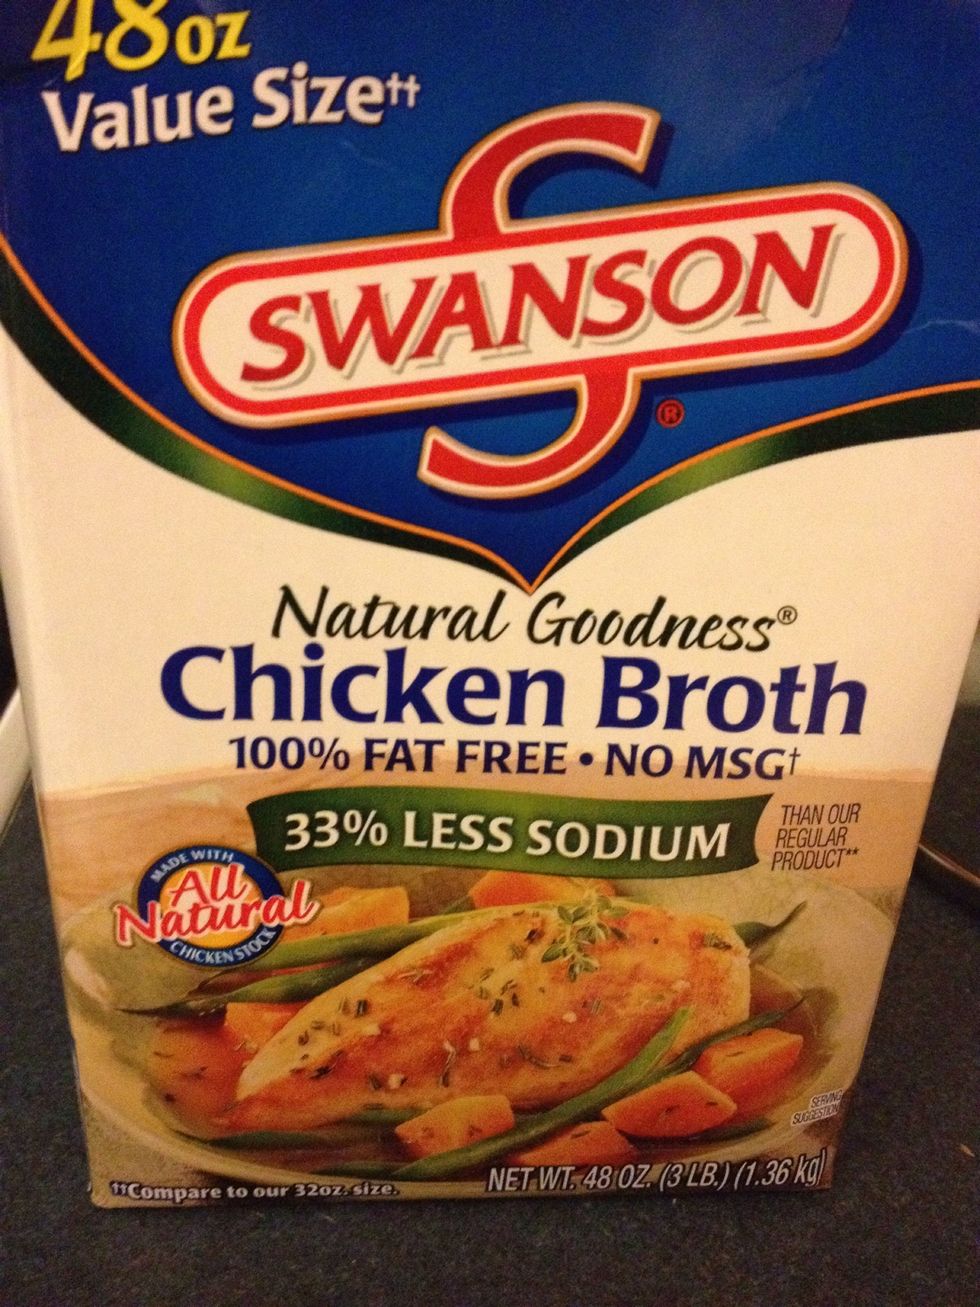 48oz
Value Size††
SWANSON
®
Natural Goodness®
Chicken Broth
100% FAT FREE • NO MSG†
33% LESS SODIUM
THAN OUR
REGULAR
PRODUCT**
MADE WITH
All
Natural
CHICKEN STOCK
SERVING
SUGGESTION
††Compare to our 32oz. size.
NET WT. 48 OZ. (3 LB.) (1.36 kg)